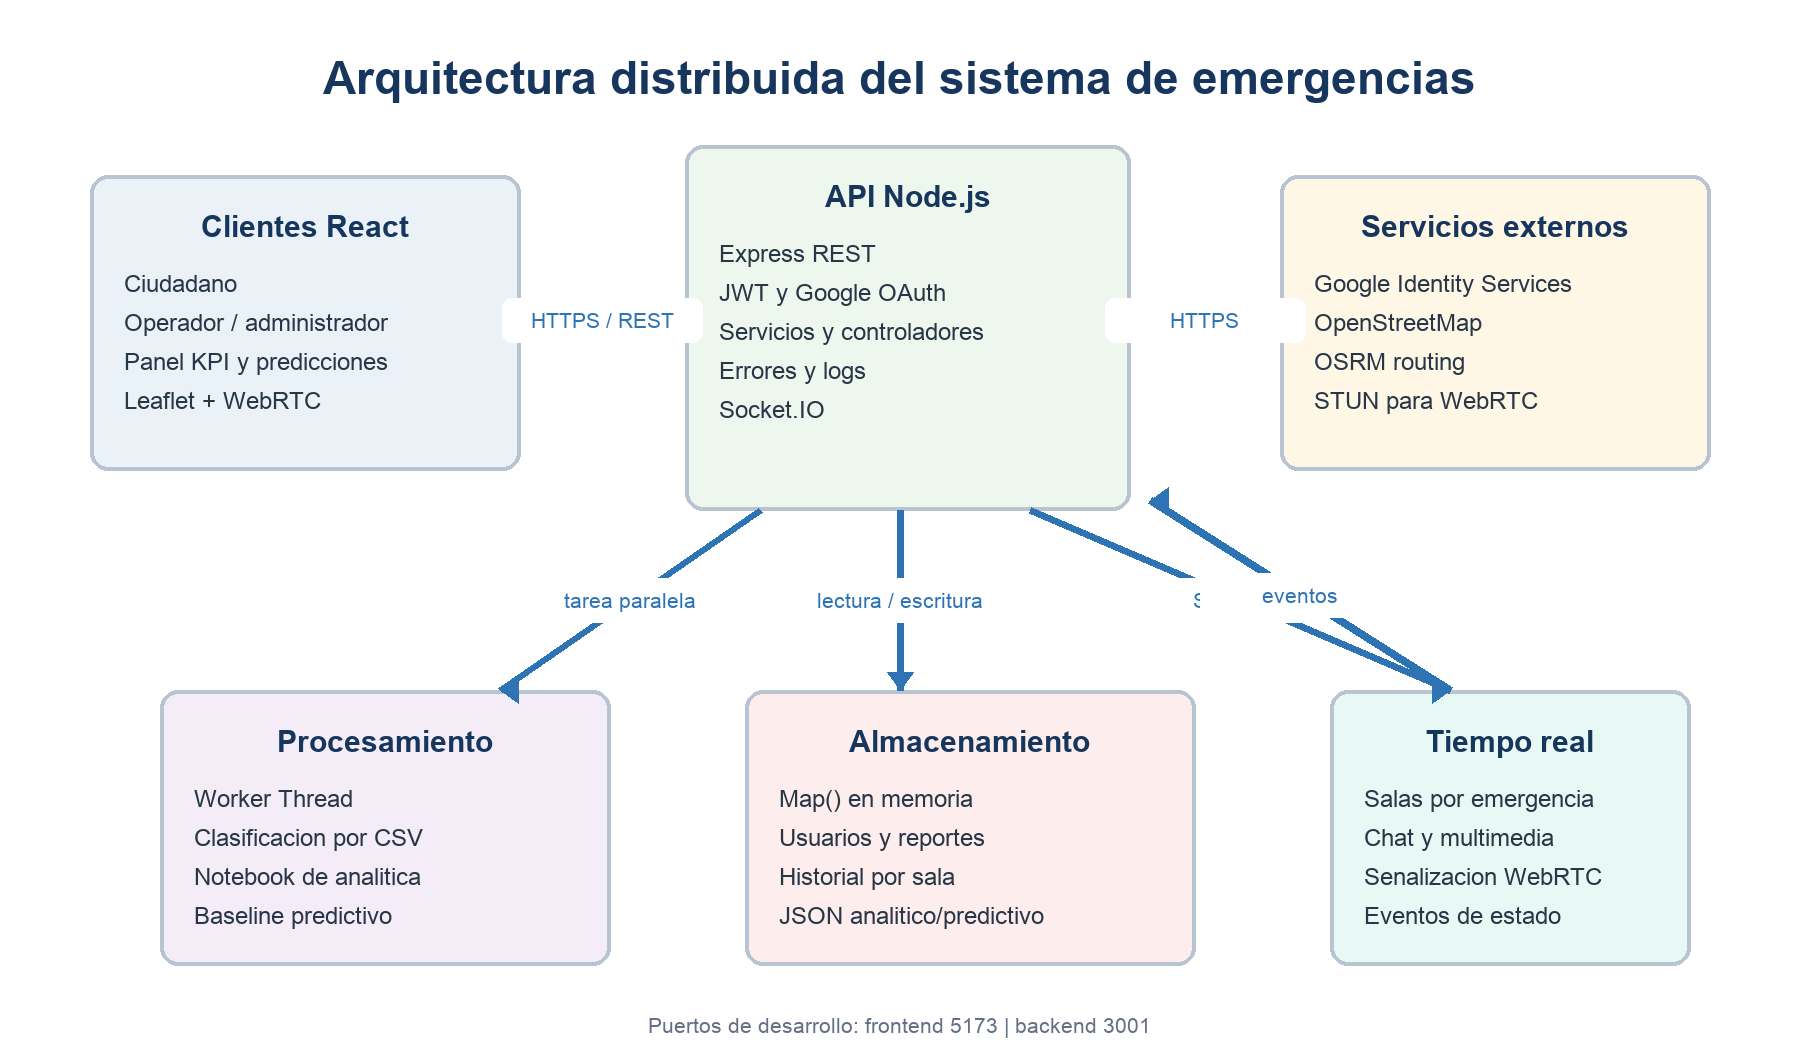 Arquitectura distribuida del sistema de emergencias
Clientes React
Ciudadano
Operador / administrador
Panel KPI y predicciones
Leaflet + WebRTC
HTTPS / REST
API Node.js
Express REST
JWT y Google OAuth
Servicios y controladores
Errores y logs
Socket.IO
HTTPS
Servicios externos
Google Identity Services
OpenStreetMap
OSRM routing
STUN para WebRTC
tarea paralela
lectura / escritura
eventos
Procesamiento
Worker Thread
Clasificacion por CSV
Notebook de analitica
Baseline predictivo
Almacenamiento
Map() en memoria
Usuarios y reportes
Historial por sala
JSON analitico/predictivo
Tiempo real
Salas por emergencia
Chat y multimedia
Senalizacion WebRTC
Eventos de estado
Puertos de desarrollo: frontend 5173 | backend 3001